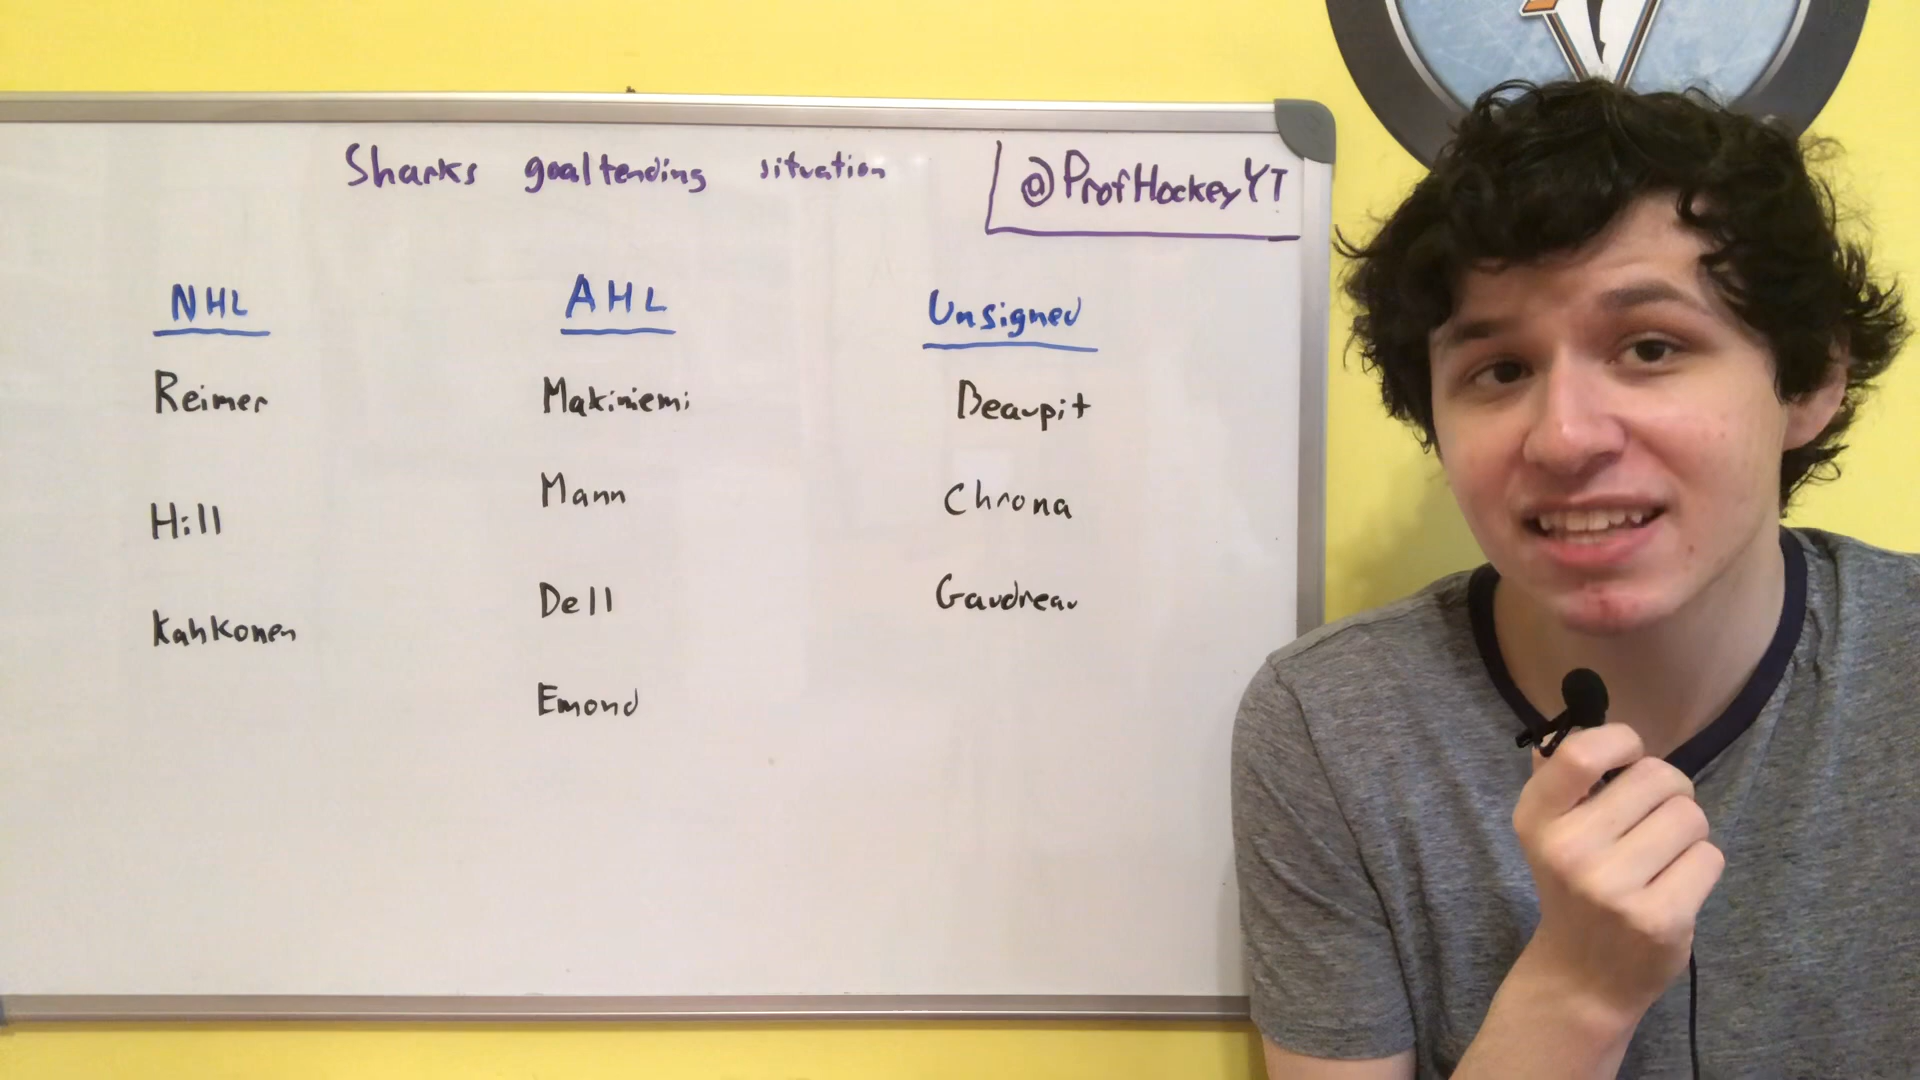 Sharks goaltending situation
@ProfHockeyYT
NHL AHL Unsigned
Reimer Makiniemi Beaupit
Hill Mann Chrona
Kahkonen Dell Gaudreau
Emond